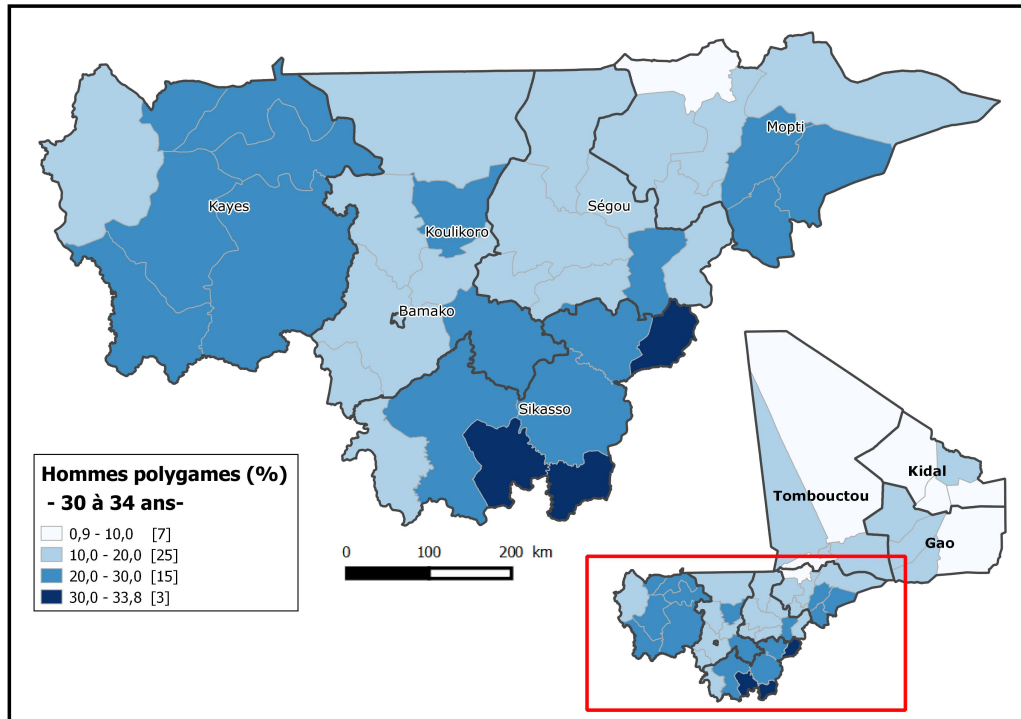 Mopti
Kayes
Ségou
Koulikoro
Bamako
Sikasso
Hommes polygames (%)
- 30 à 34 ans-
0,9 - 10,0 [7]
10,0 - 20,0 [25]
20,0 - 30,0 [15]
30,0 - 33,8 [3]
0 100 200 km
Kidal
Tombouctou
Gao